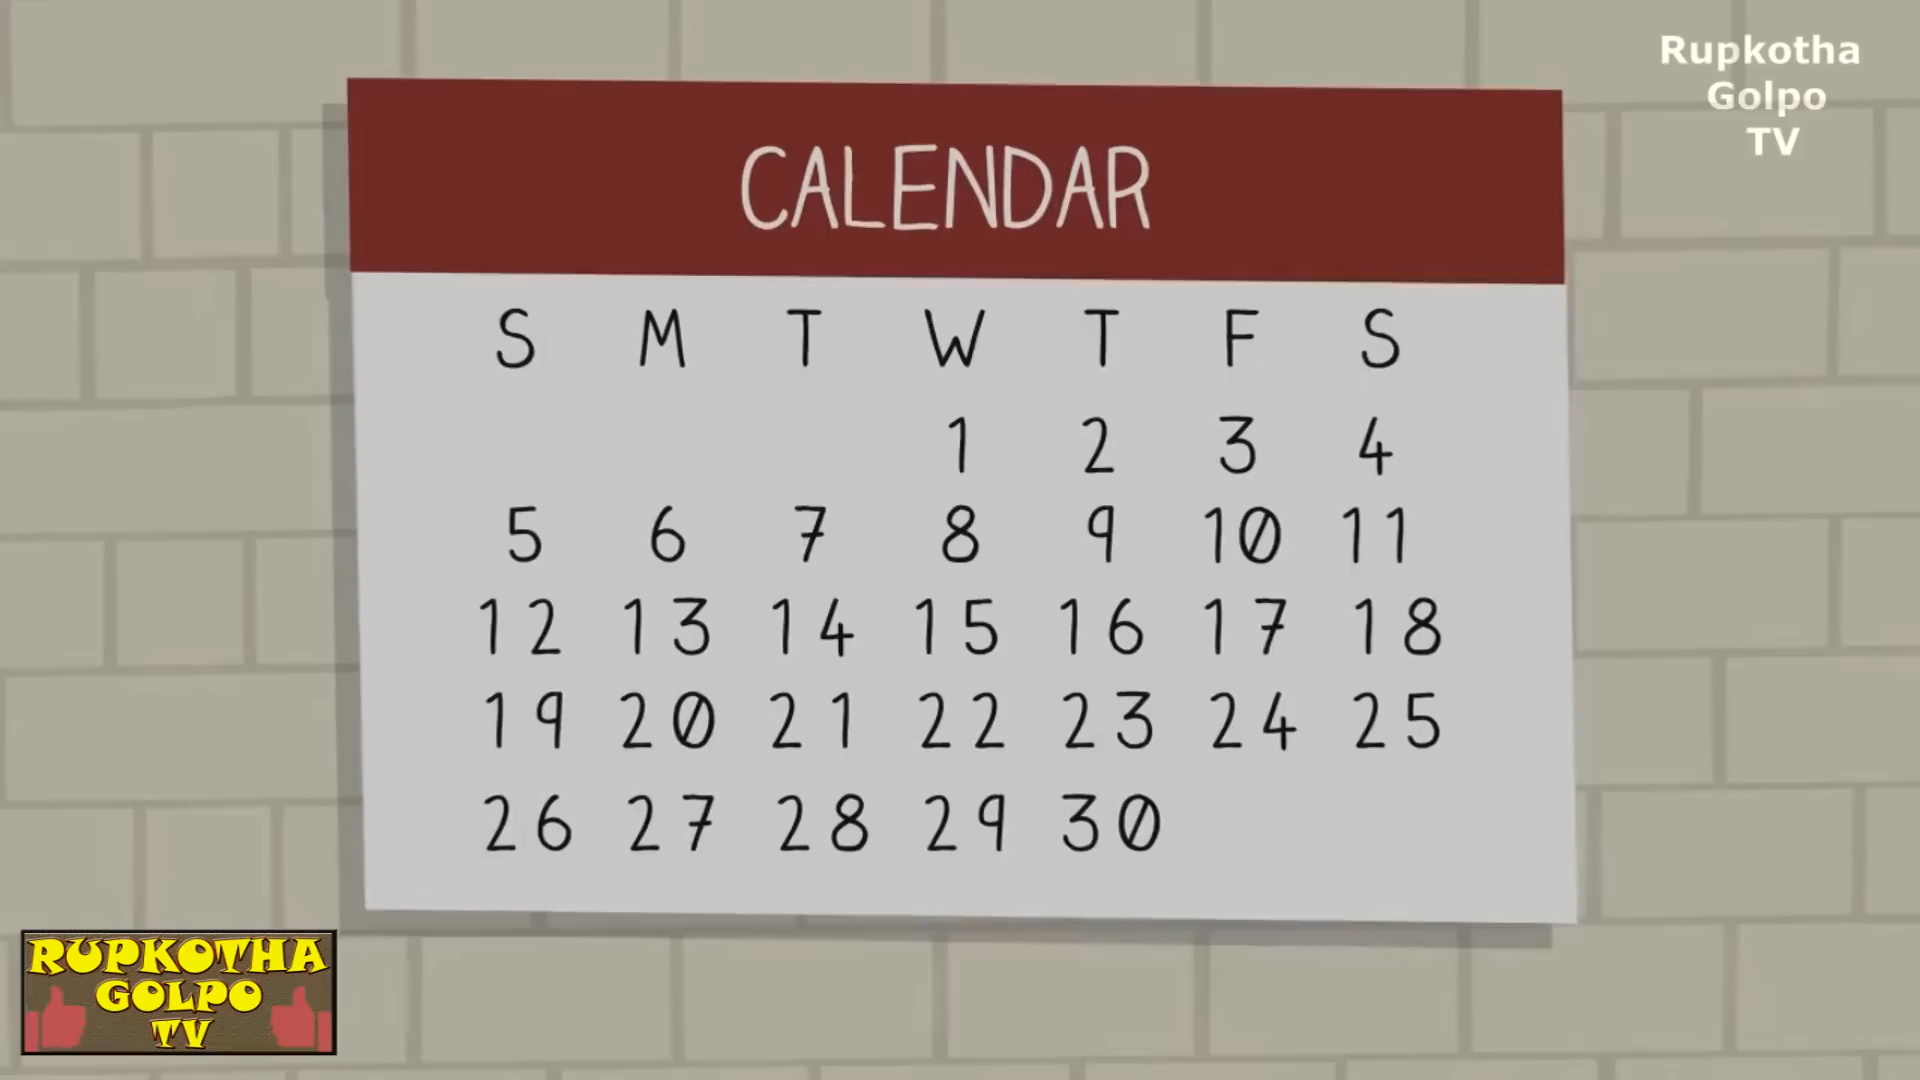 Rupkotha
Golpo
TV
CALENDAR
S M T W T F S
1 2 3 4
5 6 7 8 9 10 11
12 13 14 15 16 17 18
19 20 21 22 23 24 25
26 27 28 29 30
RUPKOTHA
GOLPO
TV